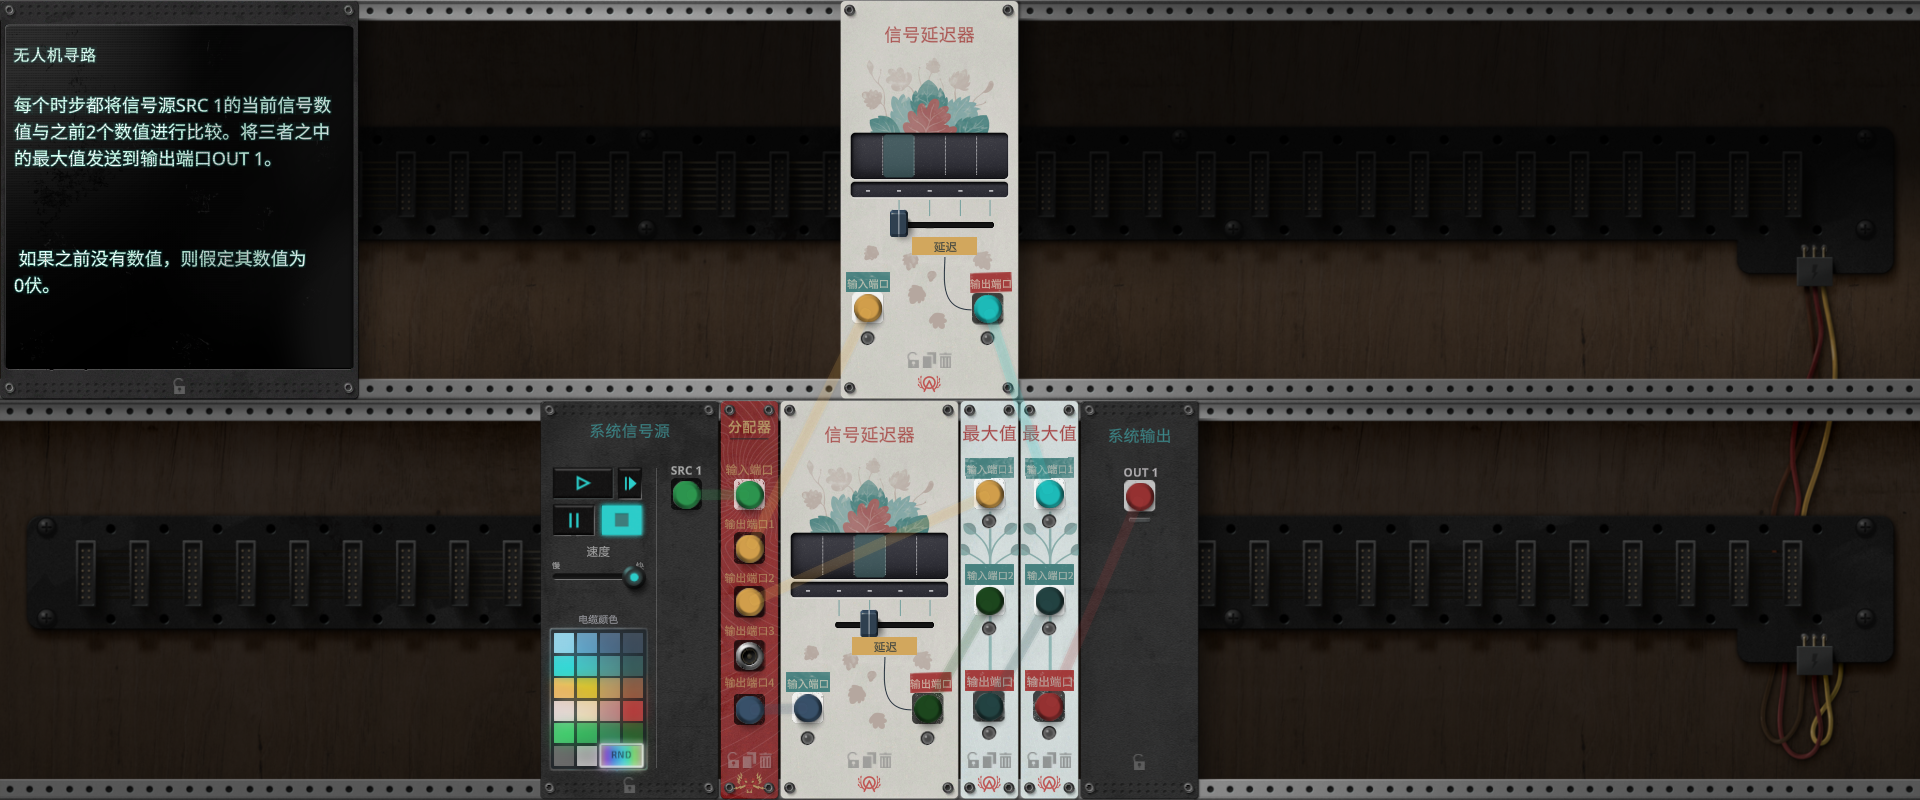 无人机寻路
每个时步都将信号源SRC 1的当前信号数
值与之前2个数值进行比较。将三者之中
的最大值发送到输出端口OUT 1。
如果之前没有数值，则假定其数值为
0伏。
信号延迟器
延迟
输入端口
输出端口
系统信号源
SRC 1
速度
慢
快
电缆颜色
RND
分配器
输入端口
输出端口1
输出端口2
输出端口3
输出端口4
信号延迟器
延迟
输入端口
输出端口
最大值
输入端口1
输入端口2
输出端口
最大值
输入端口1
输入端口2
输出端口
系统输出
OUT 1